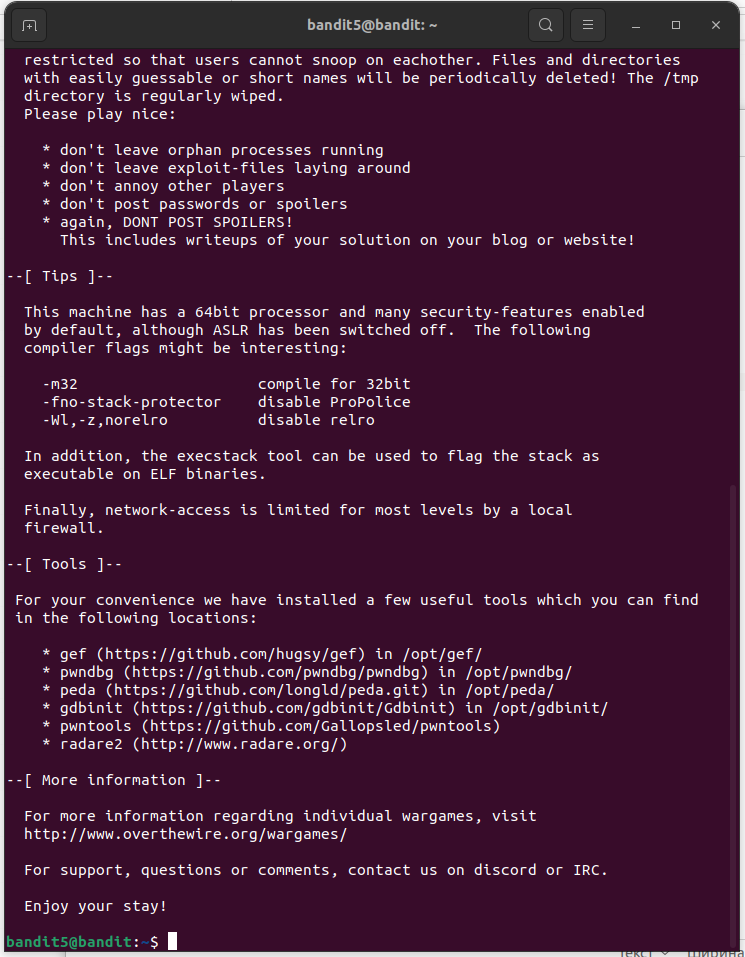 bandit5@bandit: ~
restricted so that users cannot snoop on eachother. Files and directories
with easily guessable or short names will be periodically deleted! The /tmp
directory is regularly wiped.
Please play nice:
* don't leave orphan processes running
* don't leave exploit-files laying around
* don't annoy other players
* don't post passwords or spoilers
* again, DONT POST SPOILERS!
This includes writeups of your solution on your blog or website!
--[ Tips ]--
This machine has a 64bit processor and many security-features enabled
by default, although ASLR has been switched off.  The following
compiler flags might be interesting:
-m32                    compile for 32bit
-fno-stack-protector    disable ProPolice
-Wl,-z,norelro          disable relro
In addition, the execstack tool can be used to flag the stack as
executable on ELF binaries.
Finally, network-access is limited for most levels by a local
firewall.
--[ Tools ]--
For your convenience we have installed a few useful tools which you can find
in the following locations:
* gef (https://github.com/hugsy/gef) in /opt/gef/
* pwndbg (https://github.com/pwndbg/pwndbg) in /opt/pwndbg/
* peda (https://github.com/longld/peda.git) in /opt/peda/
* gdbinit (https://github.com/gdbinit/Gdbinit) in /opt/gdbinit/
* pwntools (https://github.com/Gallopsled/pwntools)
* radare2 (http://www.radare.org/)
--[ More information ]--
For more information regarding individual wargames, visit
http://www.overthewire.org/wargames/
For support, questions or comments, contact us on discord or IRC.
Enjoy your stay!
bandit5@bandit:~$